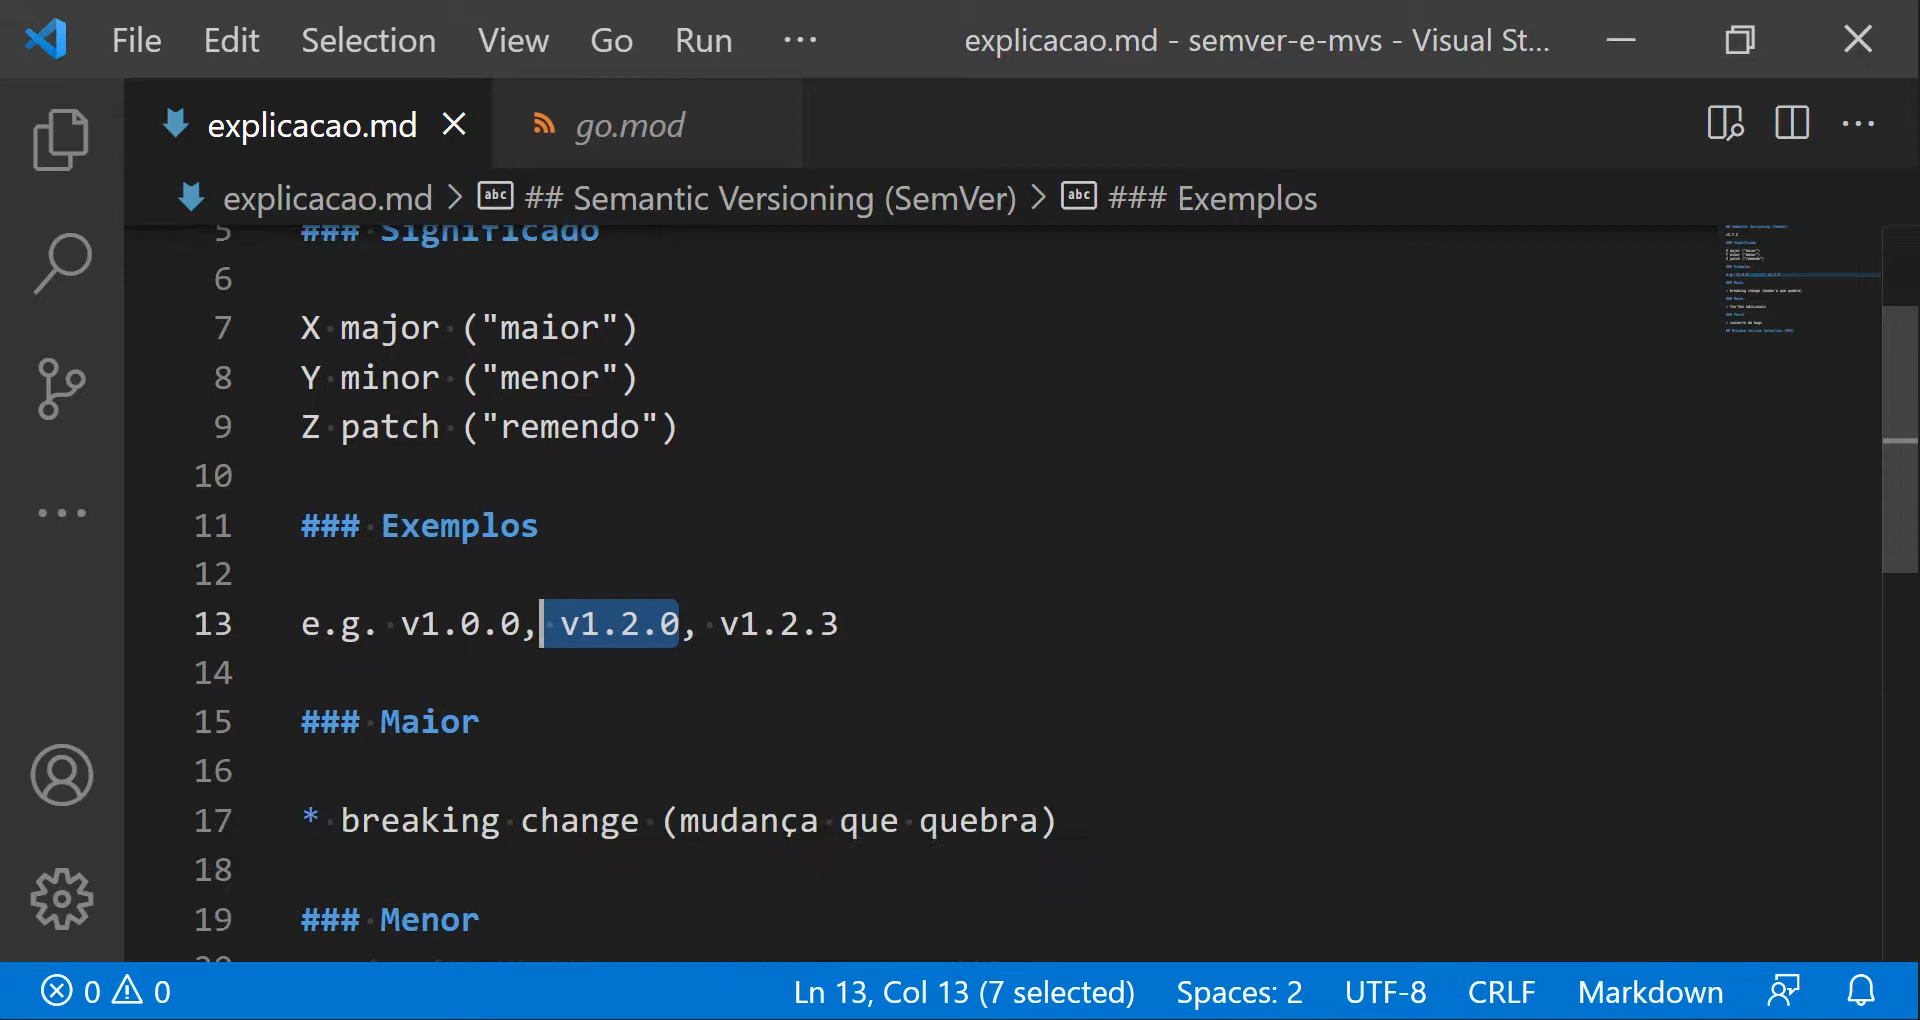 File Edit Selection View Go Run ··· explicacao.md - semver-e-mvs - Visual St...
explicacao.md go.mod
explicacao.md > ## Semantic Versioning (SemVer) > ### Exemplos
5 ### Significado
6
7 X major ("maior")
8 Y minor ("menor")
9 Z patch ("remendo")
10
11 ### Exemplos
12
13 e.g. v1.0.0, v1.2.0, v1.2.3
14
15 ### Maior
16
17 * breaking change (mudança que quebra)
18
19 ### Menor
20
0 0 Ln 13, Col 13 (7 selected) Spaces: 2 UTF-8 CRLF Markdown